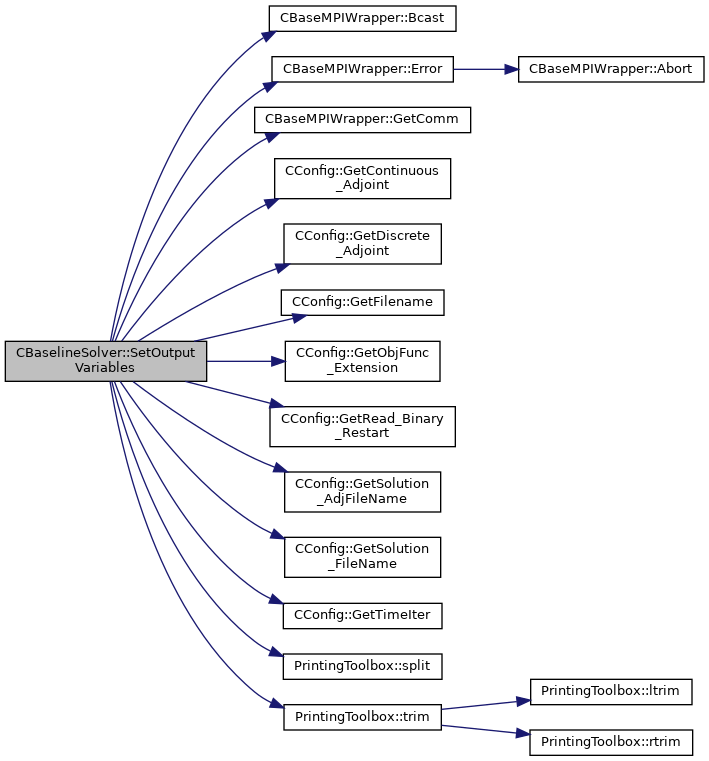 CBaseMPIWrapper::Bcast
CBaseMPIWrapper::Error
CBaseMPIWrapper::Abort
CBaseMPIWrapper::GetComm
CConfig::GetContinuous
_Adjoint
CConfig::GetDiscrete
_Adjoint
CConfig::GetFilename
CBaselineSolver::SetOutput
Variables
CConfig::GetObjFunc
_Extension
CConfig::GetRead_Binary
_Restart
CConfig::GetSolution
_AdjFileName
CConfig::GetSolution
_FileName
CConfig::GetTimeIter
PrintingToolbox::split
PrintingToolbox::trim
PrintingToolbox::ltrim
PrintingToolbox::rtrim